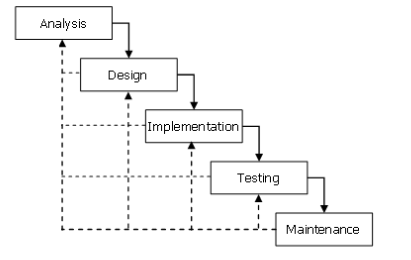 Analysis
Design
Implementation
Testing
Maintenance